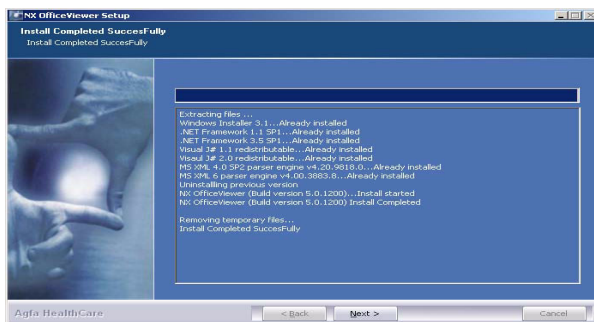 NX OfficeViewer Setup
Install Completed SuccesFully
Install Completed SuccesFully
Extracting files ...
Windows Installer 3.1...Already installed
.NET Framework 1.1 SP1...Already installed
.NET Framework 3.5 SP1...Already installed
Visual J# 1.1 redistributable...Already installed
Visaul J# 2.0 redistributable...Already installed
MS XML 4.0 SP2 parser engine v4.20.9818.0...Already installed
MS XML 6 parser engine v4.00.3883.8...Already installed
Uninstallling previous version
NX OfficeViewer (Build version 5.0.1200)...Install started
NX OfficeViewer (Build version 5.0.1200) Install Completed
Removing temporary files...
Install Completed SuccesFully
Agfa HealthCare
< Back Next > Cancel